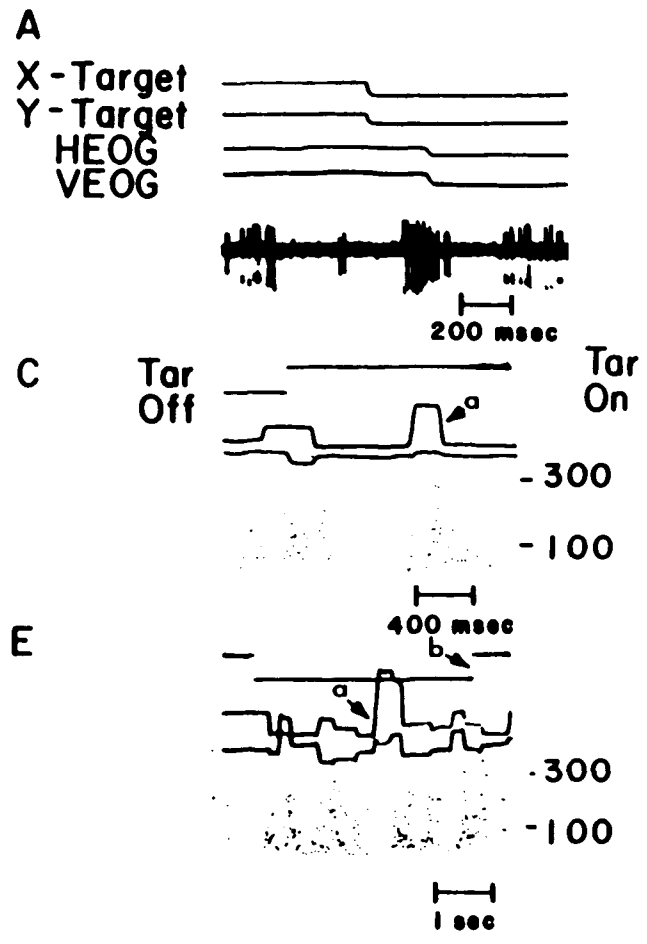 A
X - Target
Y - Target
HEOG
VEOG
200 msec
C
Tar Off
a
Tar On
- 300
- 100
400 msec
E
b
a
. 300
- 100
1 sec